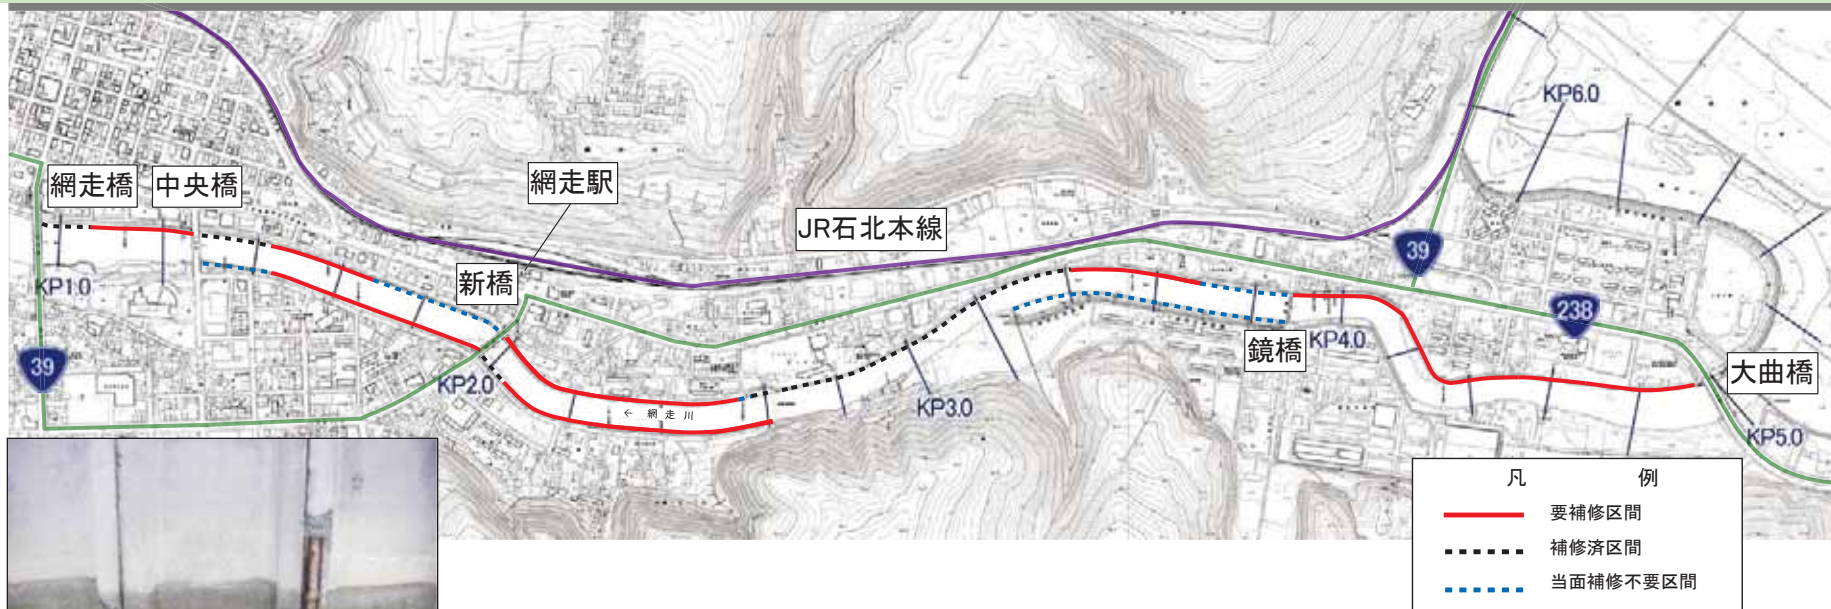 KP6.0
網走橋
中央橋
網走駅
JR石北本線
新橋
39
KP1.0
238
鏡橋
KP4.0
39
大曲橋
KP2.0
KP3.0
← 網走川
KP5.0
凡 例
要補修区間
補修済区間
当面補修不要区間